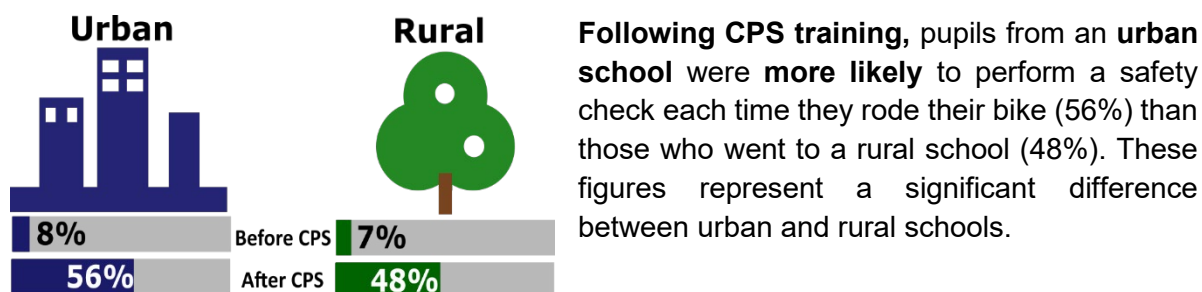 Urban
Rural
8%
Before CPS
7%
56%
After CPS
48%
Following CPS training, pupils from an urban
school were more likely to perform a safety
check each time they rode their bike (56%) than
those who went to a rural school (48%). These
figures represent a significant difference
between urban and rural schools.